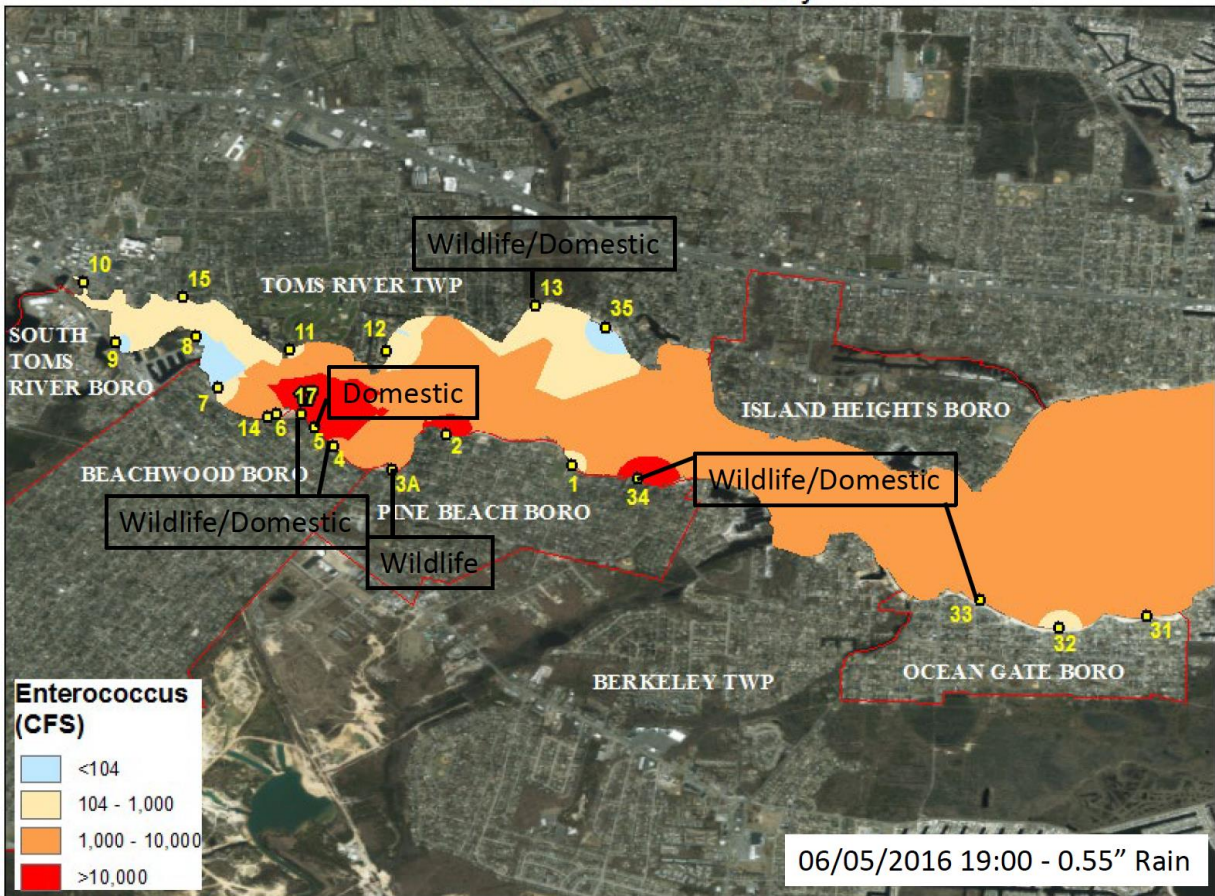 Wildlife/Domestic
10
15
TOMS RIVER TWP
13
35
SOUTH
TOMS
RIVER BORO
9
8
11
12
7
17
Domestic
14
6
5
4
2
ISLAND HEIGHTS BORO
BEACHWOOD BORO
3A
1
34
Wildlife/Domestic
PINE BEACH BORO
Wildlife/Domestic
Wildlife
33
32
31
OCEAN GATE BORO
BERKELEY TWP
Enterococcus
(CFS)
<104
104 - 1,000
1,000 - 10,000
>10,000
06/05/2016 19:00 - 0.55” Rain